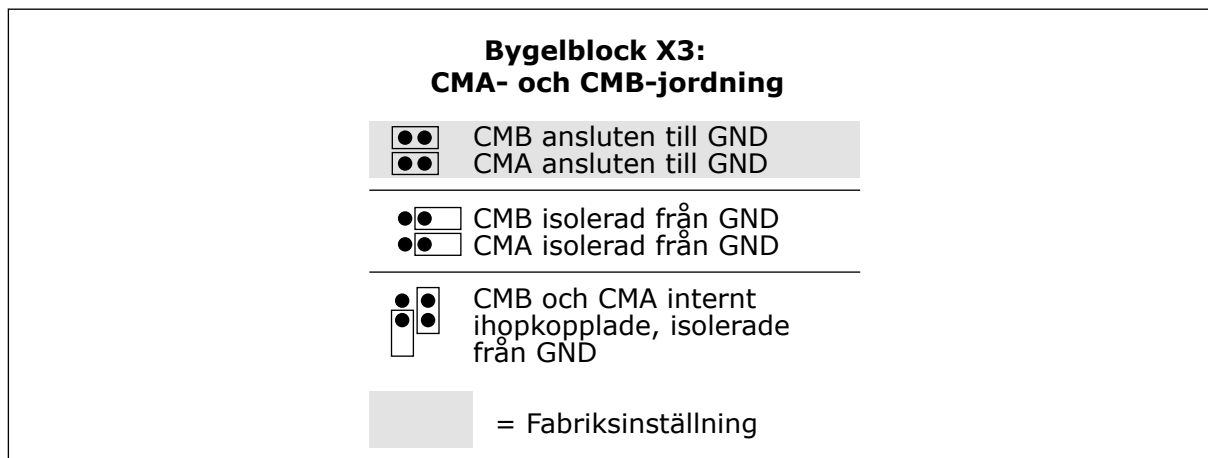 Bygelblock X3:
CMA- och CMB-jordning
CMB ansluten till GND
CMA ansluten till GND
CMB isolerad från GND
CMA isolerad från GND
CMB och CMA internt
ihopkopplade, isolerade
från GND
= Fabriksinställning